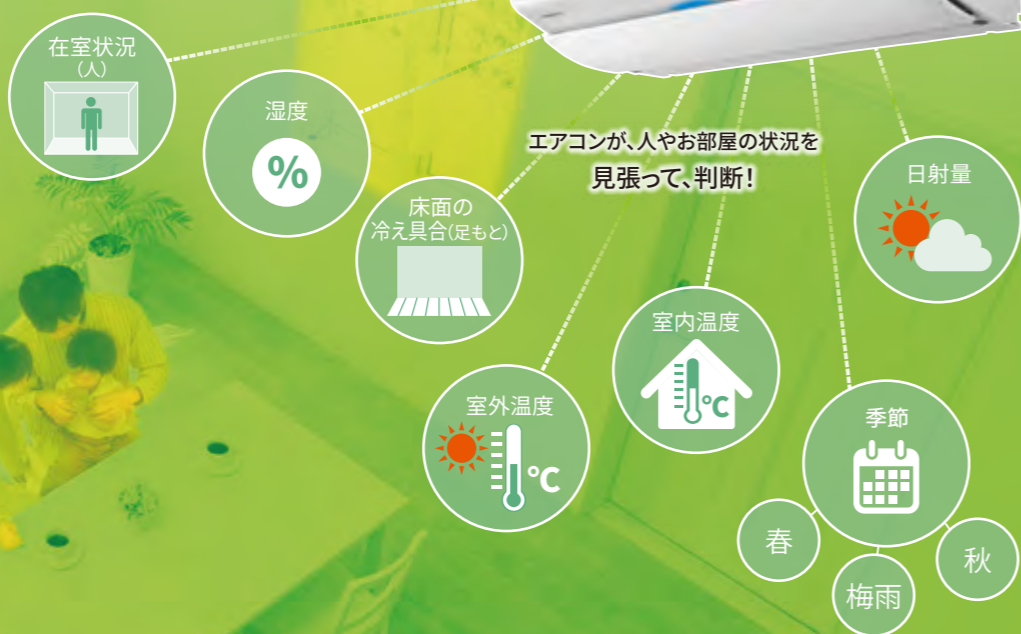 在室状況
（人）
湿度
%
床面の
冷え具合（足もと）
エアコンが、人やお部屋の状況を
見張って、判断！
日射量
室内温度
℃
室外温度
℃
季節
春
梅雨
秋